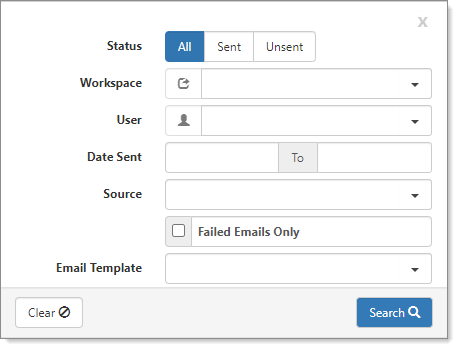 x
Status All Sent Unsent
Workspace
User
Date Sent To
Source
Failed Emails Only
Email Template
Clear Search